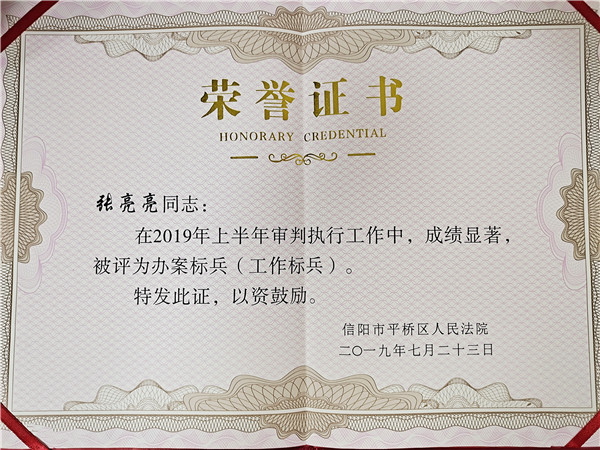 荣誉证书
HONORARY CREDENTIAL
张亮亮同志：
在2019年上半年审判执行工作中，成绩显著，
被评为办案标兵（工作标兵）。
特发此证，以资鼓励。
信阳市平桥区人民法院
二〇一九年七月二十三日